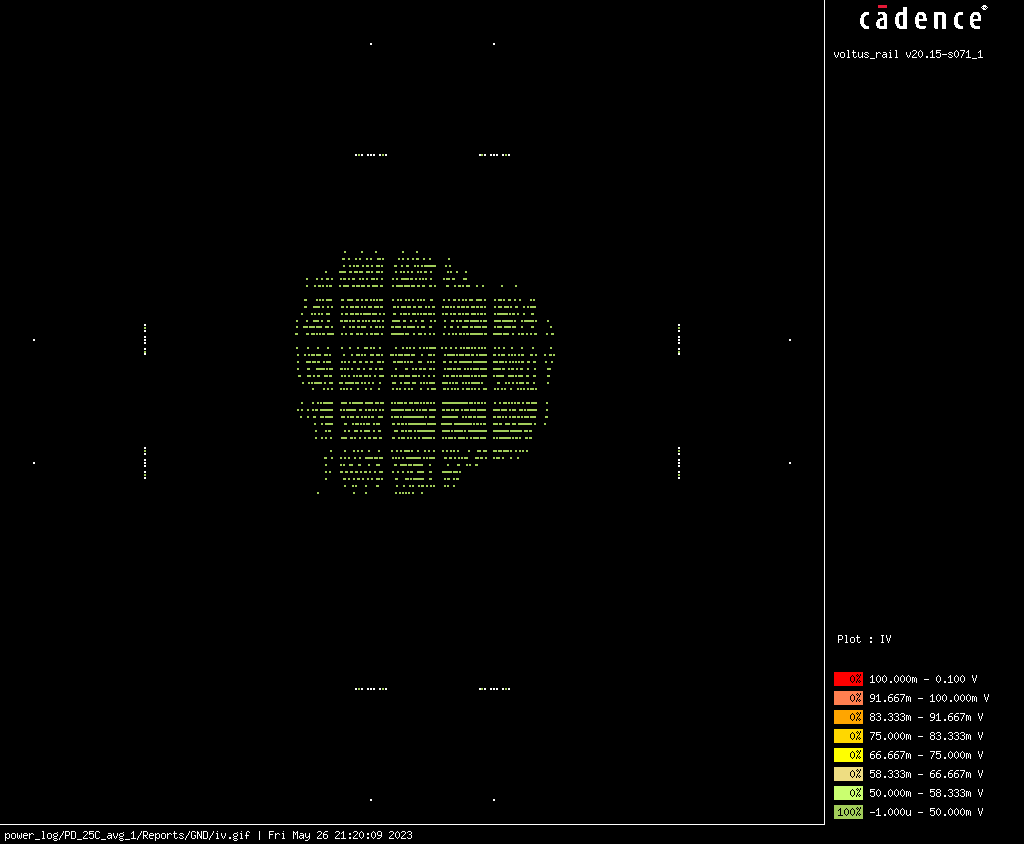 cādence®
voltus_rail v20.15-s071_1
Plot : IV
0% 100.000m - 0.100 V
0% 91.667m - 100.000m V
0% 83.333m - 91.667m V
0% 75.000m - 83.333m V
0% 66.667m - 75.000m V
0% 58.333m - 66.667m V
0% 50.000m - 58.333m V
100% -1.000u - 50.000m V
power_log/PD_25C_avg_1/Reports/GND/iv.gif | Fri May 26 21:20:09 2023